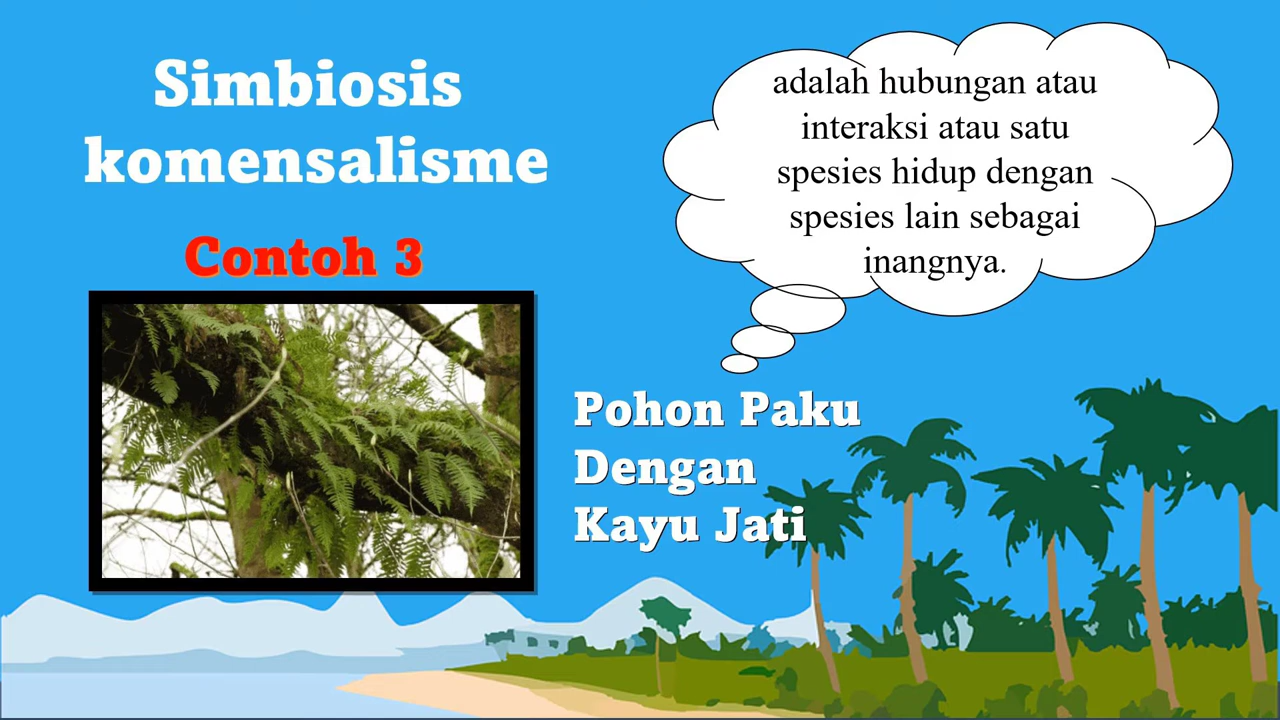 Simbiosis
komensalisme
adalah hubungan atau
interaksi atau satu
spesies hidup dengan
spesies lain sebagai
inangnya.
Contoh 3
Pohon Paku
Dengan
Kayu Jati